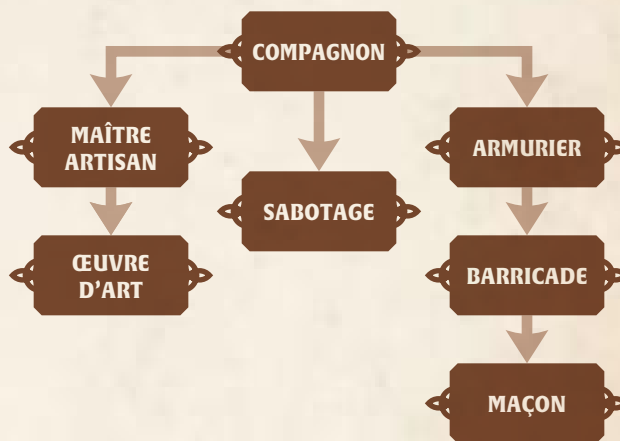 COMPAGNON
MAÎTRE
ARTISAN
ARMURIER
SABOTAGE
ŒUVRE
D'ART
BARRICADE
MAÇON